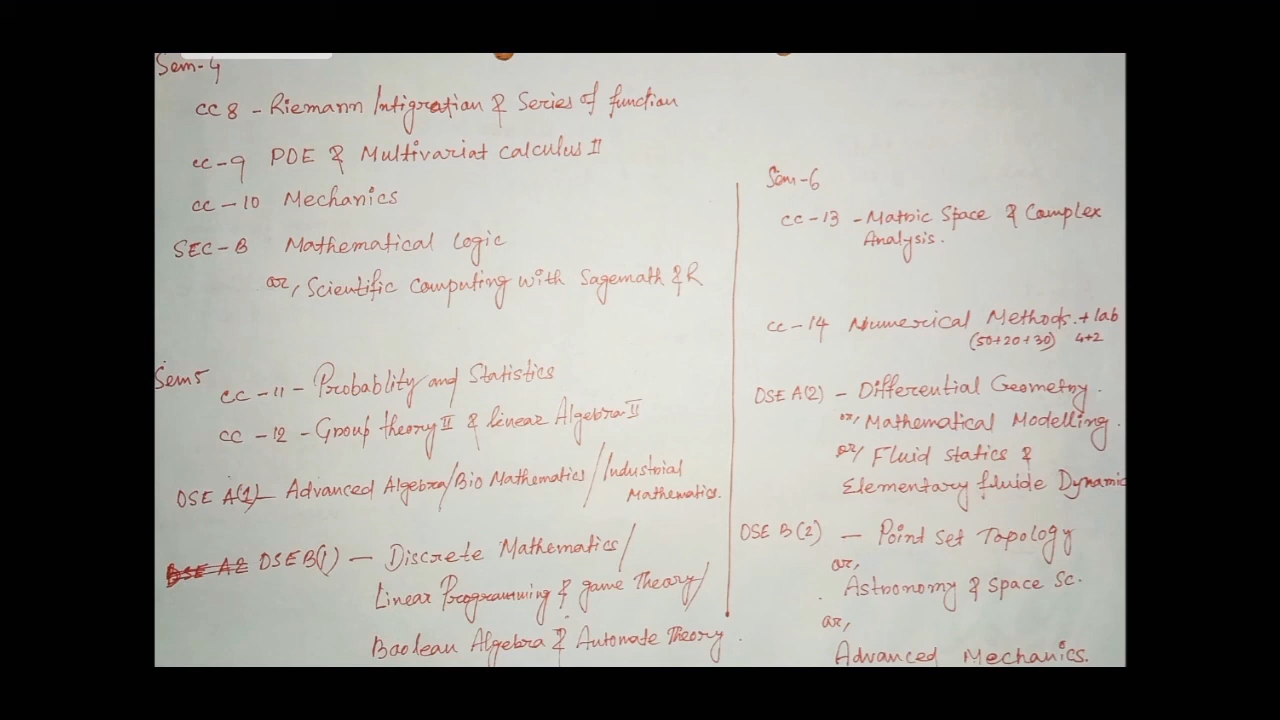 Sem-4
CC 8 - Riemann Intigration & Series of function
CC-9 PDE & Multivariat Calculus II
CC-10 Mechanics
SEC-B Mathematical Logic
or, Scientific Computing with Sagemath & R
Sem 5
CC-11 - Probablity and Statistics
CC-12 - Group theory II & linear Algebra II
DSE A(1) - Advanced Algebra/Bio Mathematics/Industrial
Mathematics.
DSE A2 DSE B(1) - Discrete Mathematics/
Linear Programming & game Theory/
Boolean Algebra & Automate Theory.
Sem-6
CC-13 - Matric Space & Complex
Analysis.
CC-14 Numerical Methods. + lab
(50+20+30) 4+2
DSE A(2) - Differential Geometry.
or, Mathematical Modelling.
or/ Fluid statics &
Elementary fluide Dynamic
DSE B(2) - Point Set Topology
or,
Astronomy & Space Sc.
or,
Advanced Mechanics.